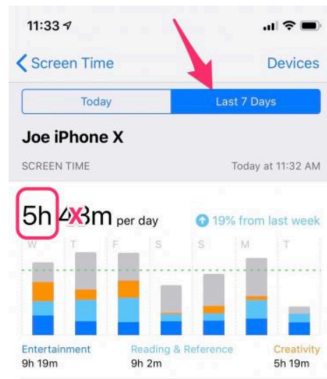 11:33
Screen Time
Devices
Today
Last 7 Days
Joe iPhone X
SCREEN TIME
Today at 11:32 AM
5h
per day
19% from last week
W T F S S M T
Entertainment Reading & Reference Creativity
9h 19m 9h 2m 5h 19m